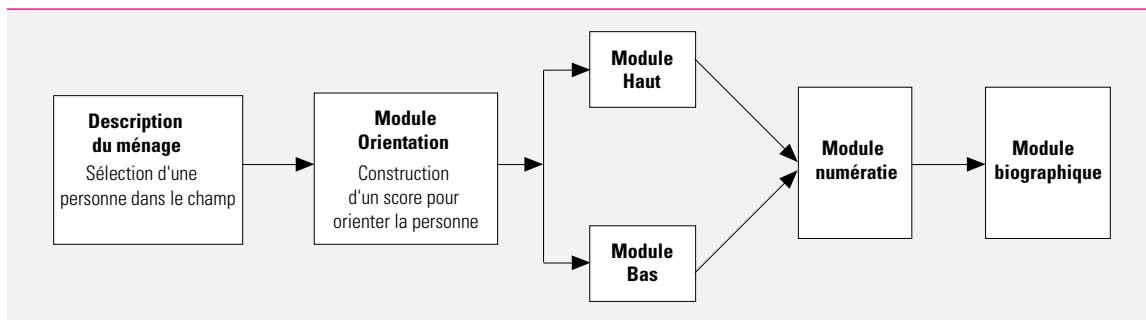 Description
du ménage
Sélection d'une
personne dans le champ
Module
Orientation
Construction
d'un score pour
orienter la personne
Module
Haut
Module
Bas
Module
numératie
Module
biographique